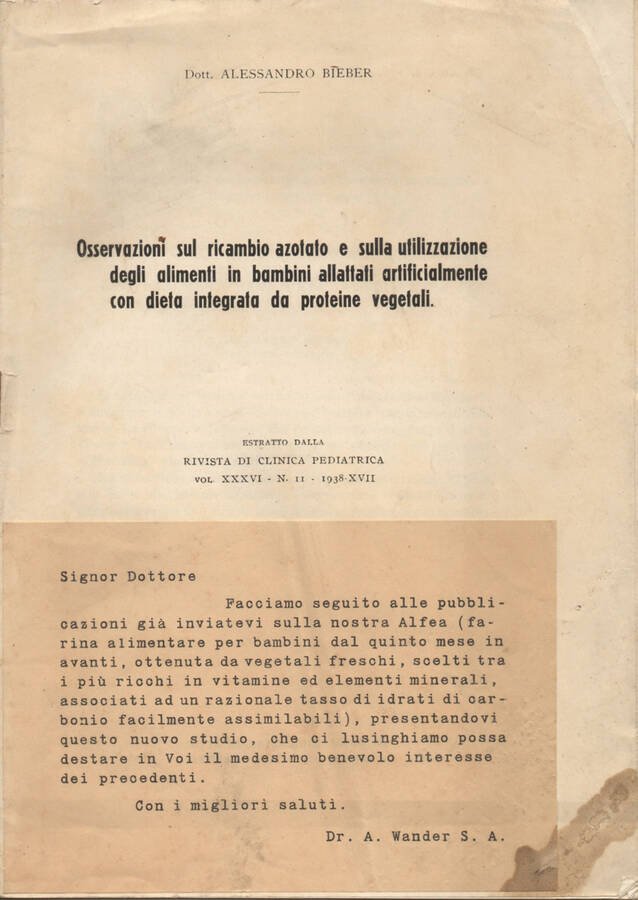 Dott. ALESSANDRO BIEBER
Osservazioni sul ricambio azotato e sulla utilizzazione
degli alimenti in bambini allattati artificialmente
con dieta integrata da proteine vegetali.
ESTRATTO DALLA
RIVISTA DI CLINICA PEDIATRICA
VOL. XXXVI - N. 11 - 1938-XVII
Signor Dottore
Facciamo seguito alle pubbli-
cazioni già inviatevi sulla nostra Alfea (fa-
rina alimentare per bambini dal quinto mese in
avanti, ottenuta da vegetali freschi, scelti tra
i più ricchi in vitamine ed elementi minerali,
associati ad un razionale tasso di idrati di car-
bonio facilmente assimilabili), presentandovi
questo nuovo studio, che ci lusinghiamo possa
destare in Voi il medesimo benevolo interesse
dei precedenti.
Con i migliori saluti.
Dr. A. Wander S. A.